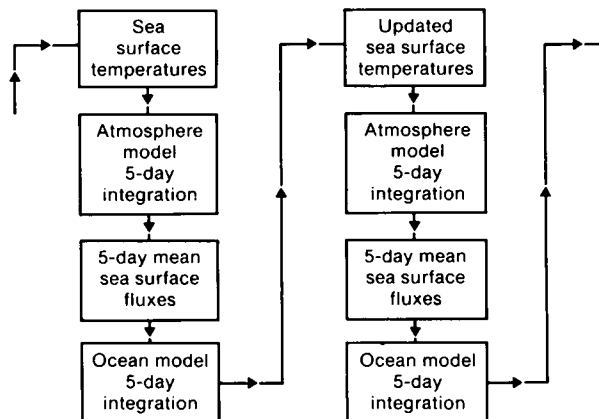 Sea
surface
temperatures
Atmosphere
model
5-day
integration
5-day mean
sea surface
fluxes
Ocean model
5-day
integration
Updated
sea surface
temperatures
Atmosphere
model
5-day
integration
5-day mean
sea surface
fluxes
Ocean model
5-day
integration